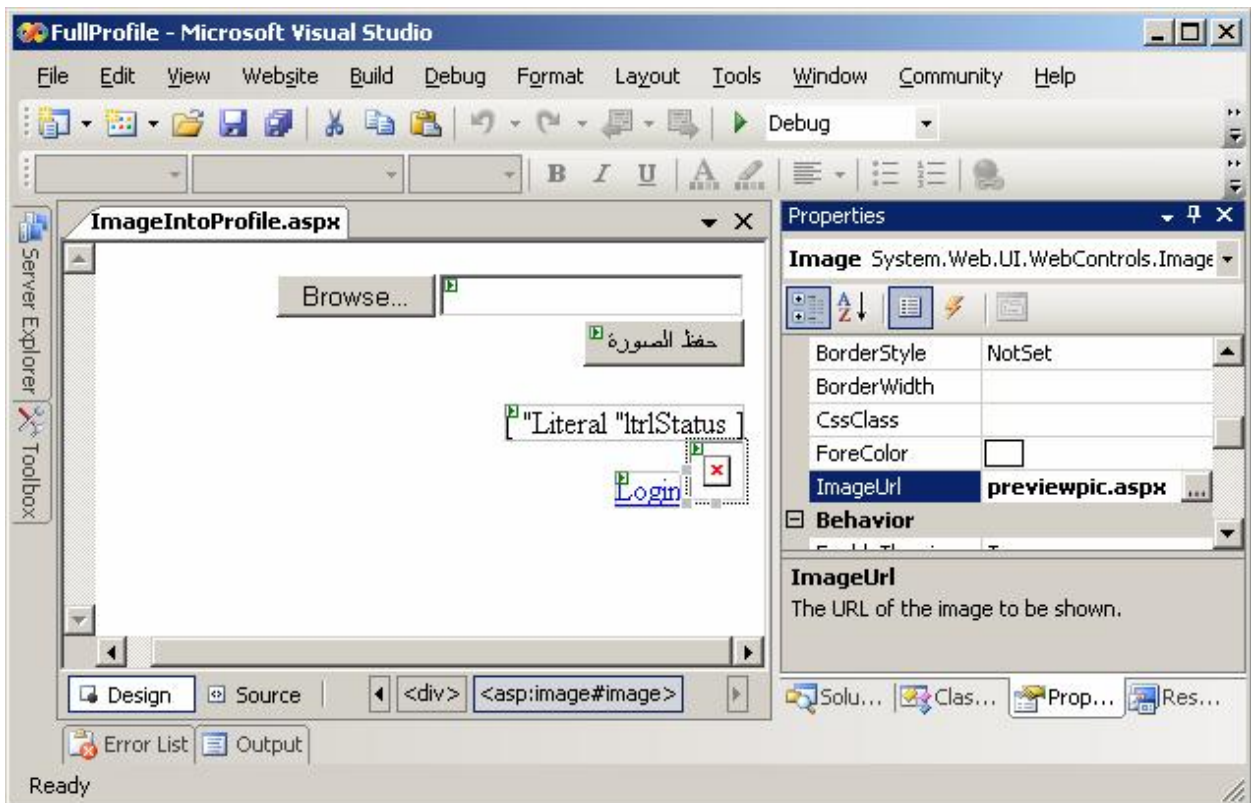 FullProfile - Microsoft Visual Studio
File Edit View Website Build Debug Format Layout Tools Window Community Help
Debug
B I U A
Server Explorer
Toolbox
ImageIntoProfile.aspx
Browse...
حفظ الصورة
[ "Literal "ltrlStatus ]
Login
Design Source <div> <asp:image#image>
Properties
Image System.Web.UI.WebControls.Image
BorderStyle NotSet
BorderWidth
CssClass
ForeColor
ImageUrl previewpic.aspx ...
Behavior
ImageUrl
The URL of the image to be shown.
Solu... Clas... Prop... Res...
Error List Output
Ready